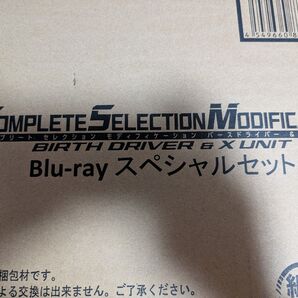 4 549660 8
COMPLETE SELECTION MODIFIC
プリート セレクション モディフィケーション バースドライバー &
BIRTH DRIVER & X UNIT
Blu-ray スペシャルセット
梱包材です。
よる交換は出来ません。ご了承ください。